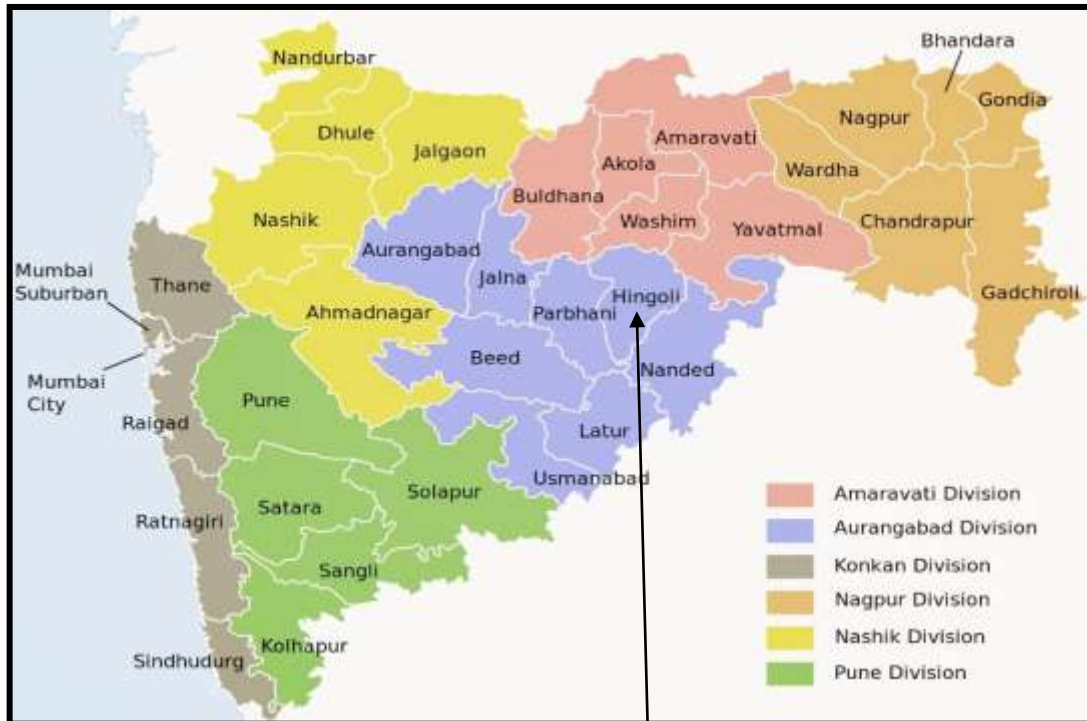 Nandurbar
Bhandara
Dhule
Jalgaon
Amaravati
Nagpur
Gondia
Akola
Wardha
Buldhana
Nashik
Washim
Yavatmal
Chandrapur
Aurangabad
Mumbai
Suburban
Thane
Jalna
Hingoli
Gadchiroli
Ahmadnagar
Parbhani
Beed
Nanded
Mumbai
City
Pune
Raigad
Latur
Usmanabad
Solapur
Satara
Ratnagiri
Sangli
Kolhapur
Sindhudurg
Amaravati Division
Aurangabad Division
Konkan Division
Nagpur Division
Nashik Division
Pune Division